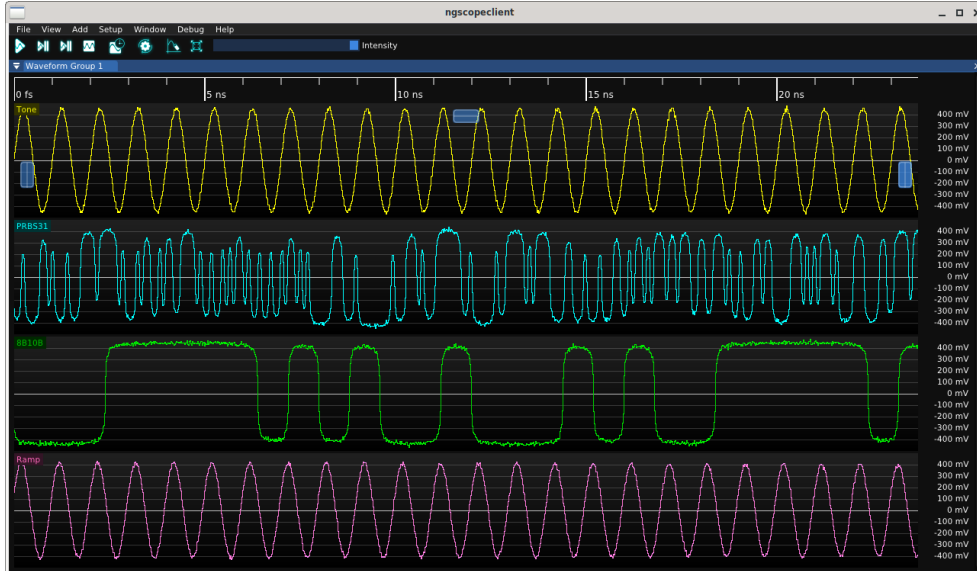 ngscopeclient
File View Add Setup Window Debug Help
Intensity
Waveform Group 1
0 fs 5 ns 10 ns 15 ns 20 ns
Tone
400 mV
300 mV
200 mV
100 mV
0 mV
-100 mV
-200 mV
-300 mV
-400 mV
PRBS31
400 mV
300 mV
200 mV
100 mV
0 mV
-100 mV
-200 mV
-300 mV
-400 mV
8B10B
400 mV
300 mV
200 mV
100 mV
0 mV
-100 mV
-200 mV
-300 mV
-400 mV
Ramp
400 mV
300 mV
200 mV
100 mV
0 mV
-100 mV
-200 mV
-300 mV
-400 mV